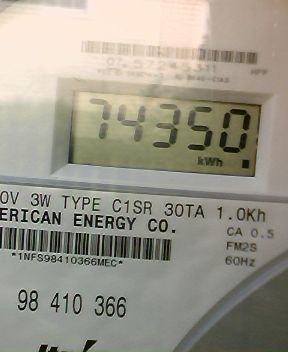 74350
kWh
0V 3W TYPE C1SR 30TA 1.0Kh
ERICAN ENERGY CO.
CA 0.5
FM2S
60Hz
*1NFS98410366MEC*
98 410 366